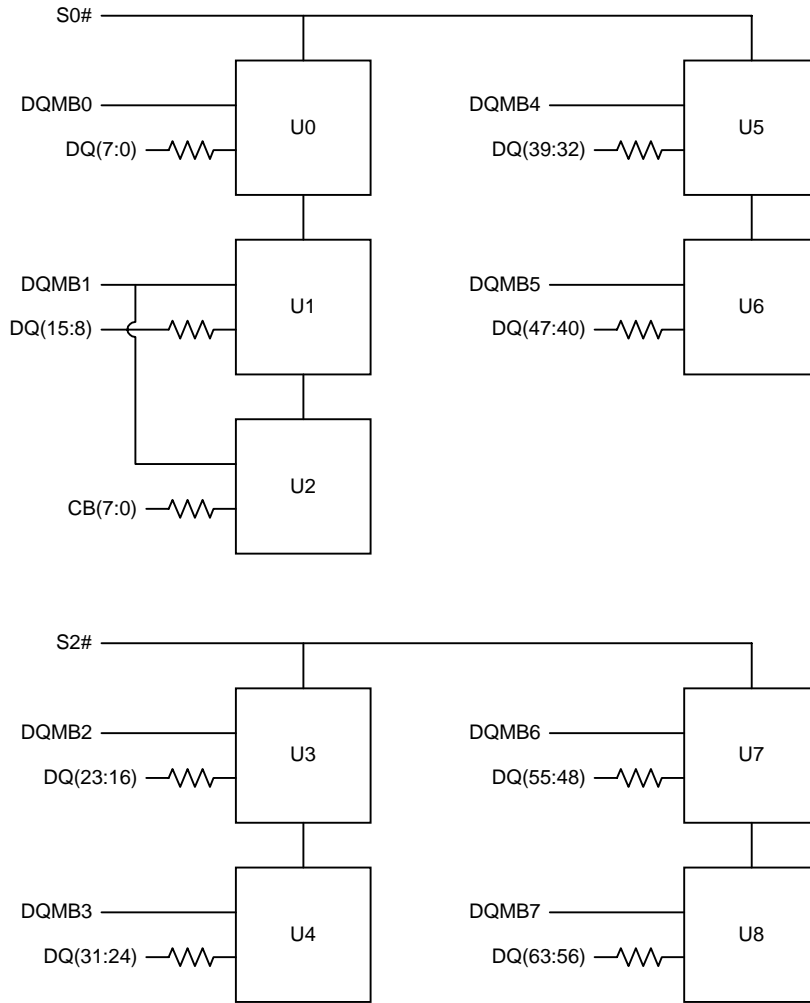 S0#
DQMB0
U0
DQ(7:0)
DQMB4
U5
DQ(39:32)
DQMB1
U1
DQ(15:8)
DQMB5
U6
DQ(47:40)
U2
CB(7:0)
S2#
DQMB2
U3
DQ(23:16)
DQMB6
U7
DQ(55:48)
DQMB3
U4
DQ(31:24)
DQMB7
U8
DQ(63:56)